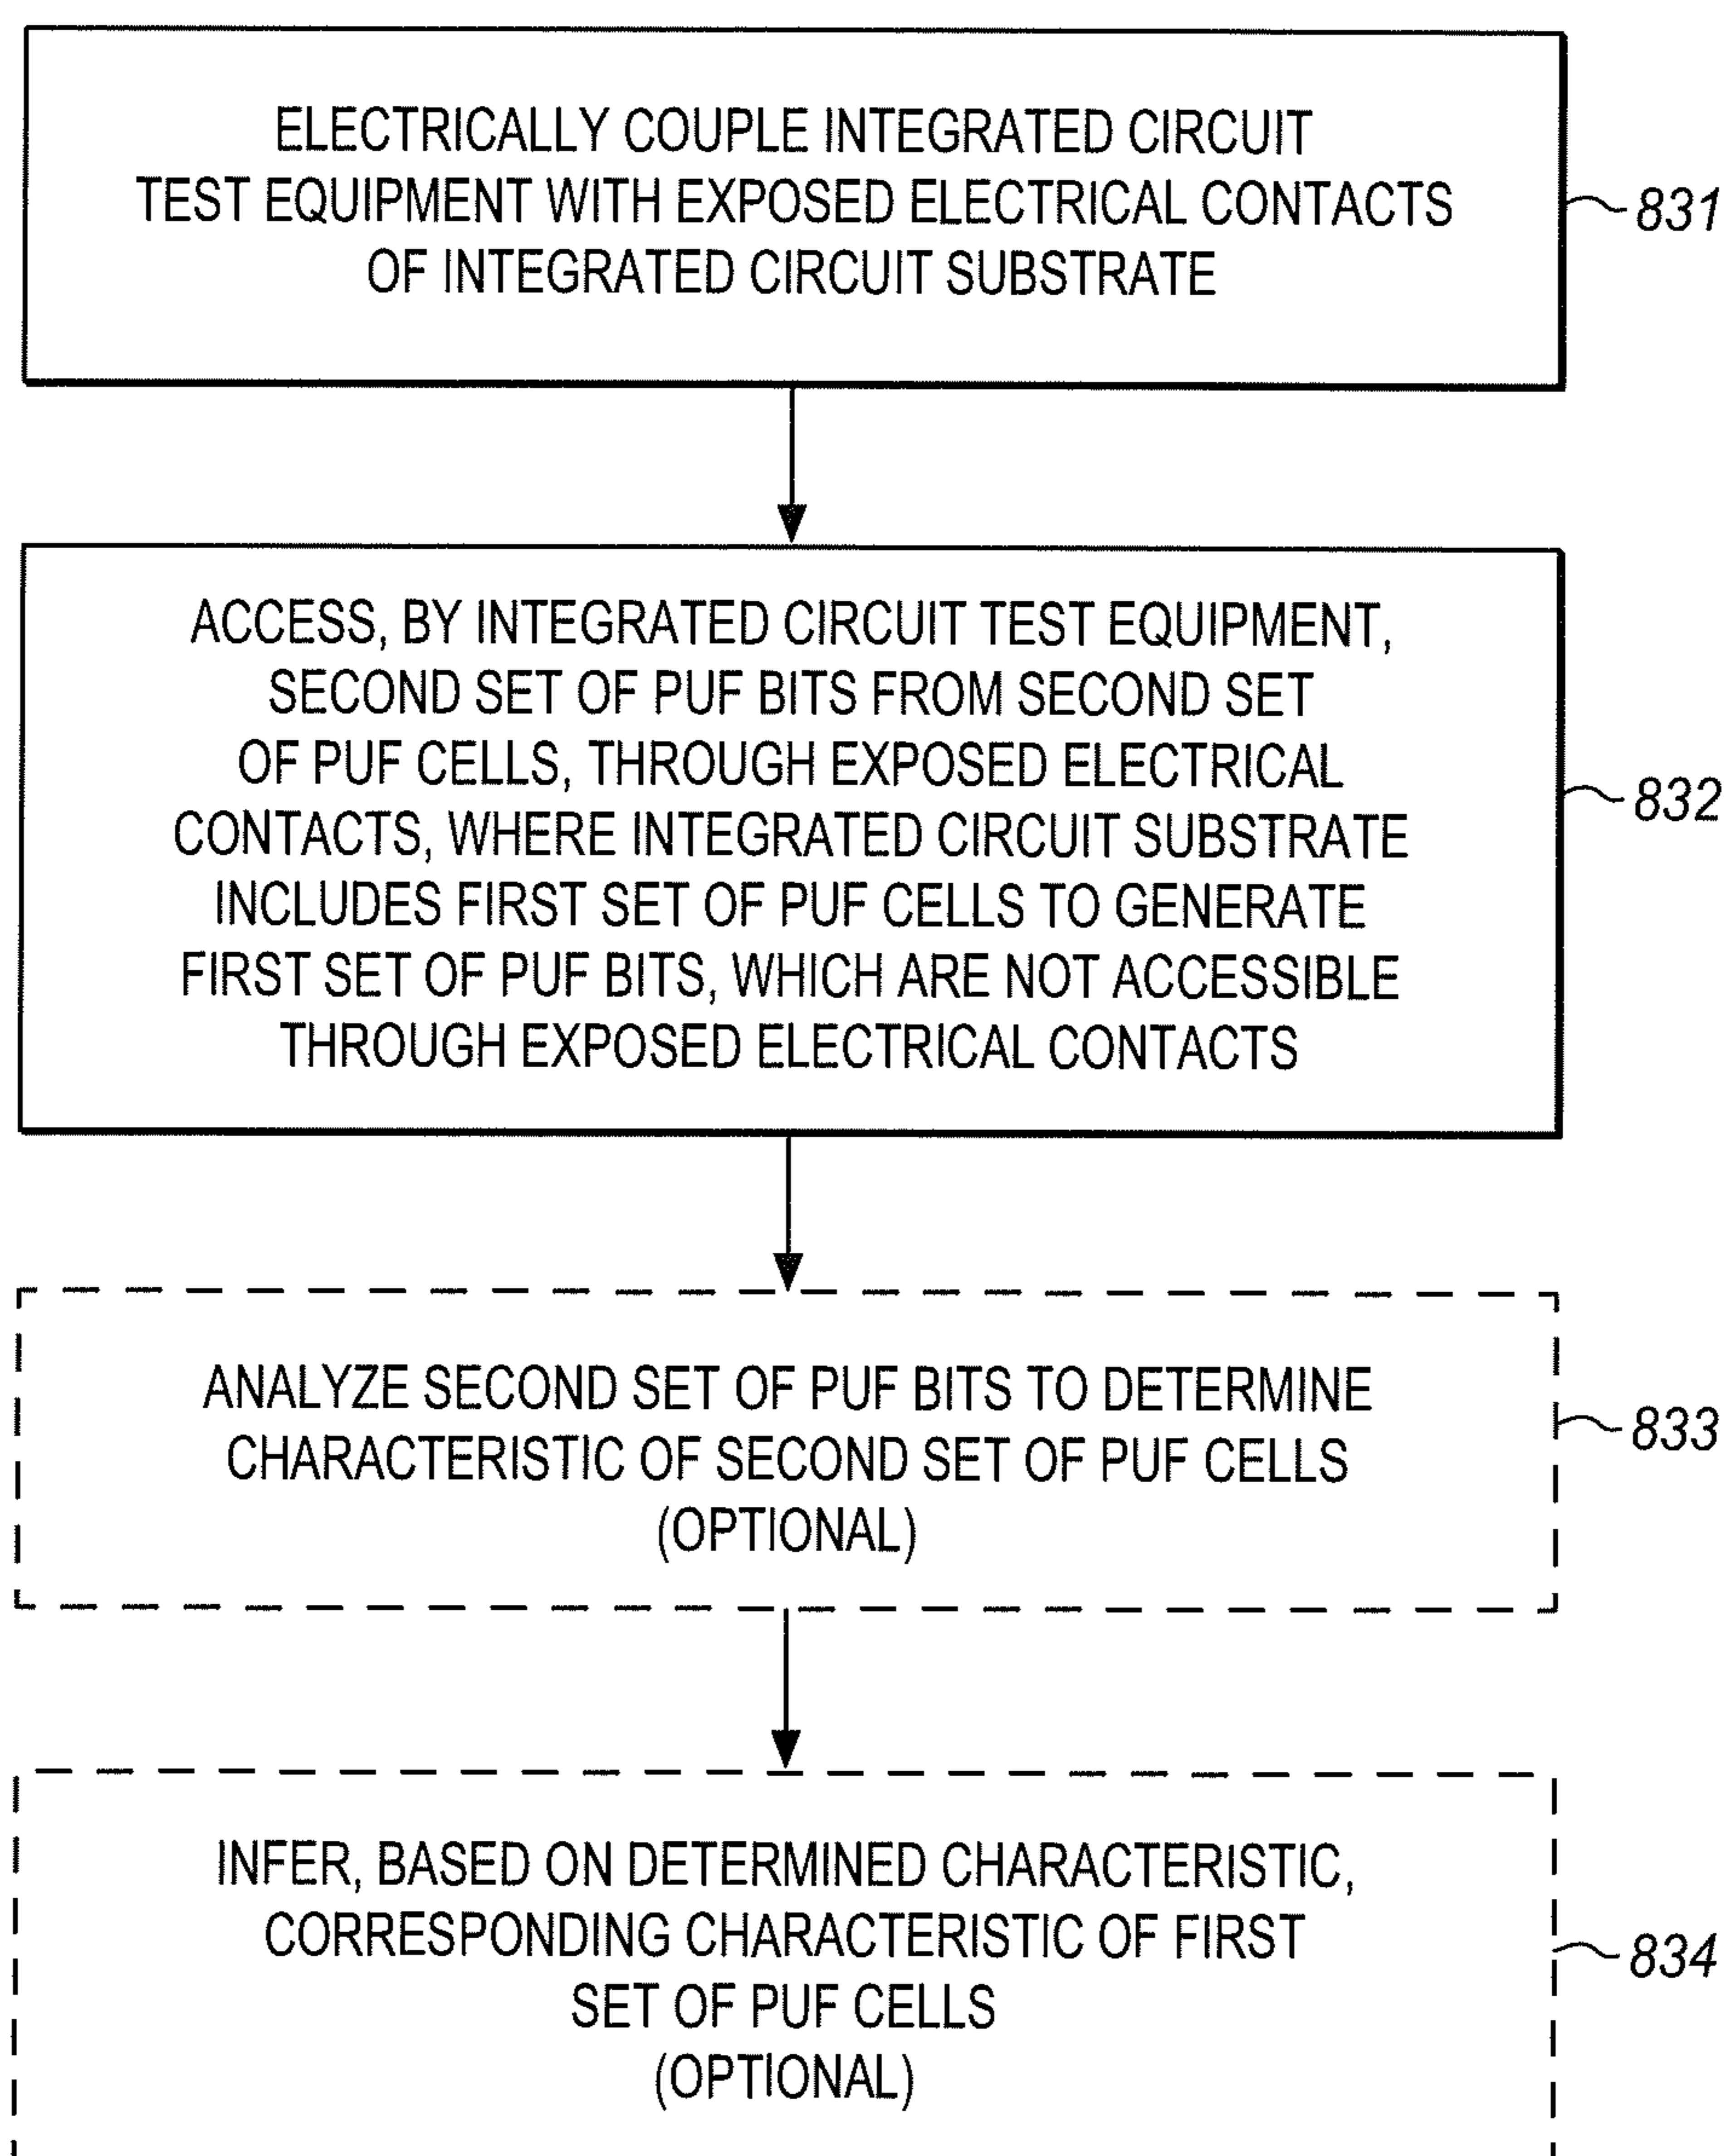 ELECTRICALLY COUPLE INTEGRATED CIRCUIT
TEST EQUIPMENT WITH EXPOSED ELECTRICAL CONTACTS
OF INTEGRATED CIRCUIT SUBSTRATE
831
ACCESS, BY INTEGRATED CIRCUIT TEST EQUIPMENT,
SECOND SET OF PUF BITS FROM SECOND SET
OF PUF CELLS, THROUGH EXPOSED ELECTRICAL
CONTACTS, WHERE INTEGRATED CIRCUIT SUBSTRATE
INCLUDES FIRST SET OF PUF CELLS TO GENERATE
FIRST SET OF PUF BITS, WHICH ARE NOT ACCESSIBLE
THROUGH EXPOSED ELECTRICAL CONTACTS
832
ANALYZE SECOND SET OF PUF BITS TO DETERMINE
CHARACTERISTIC OF SECOND SET OF PUF CELLS
(OPTIONAL)
833
INFER, BASED ON DETERMINED CHARACTERISTIC,
CORRESPONDING CHARACTERISTIC OF FIRST
SET OF PUF CELLS
(OPTIONAL)
834